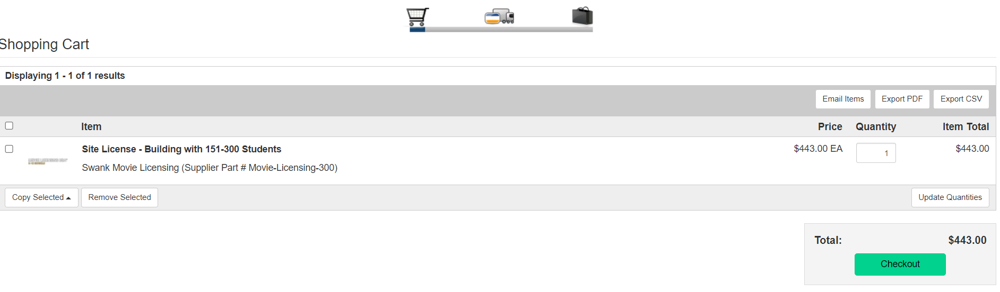 Shopping Cart
Displaying 1 - 1 of 1 results
Email Items Export PDF Export CSV
Item Price Quantity Item Total
Site License - Building with 151-300 Students $443.00 EA 1 $443.00
Swank Movie Licensing (Supplier Part # Movie-Licensing-300)
Copy Selected Remove Selected Update Quantities
Total: $443.00
Checkout